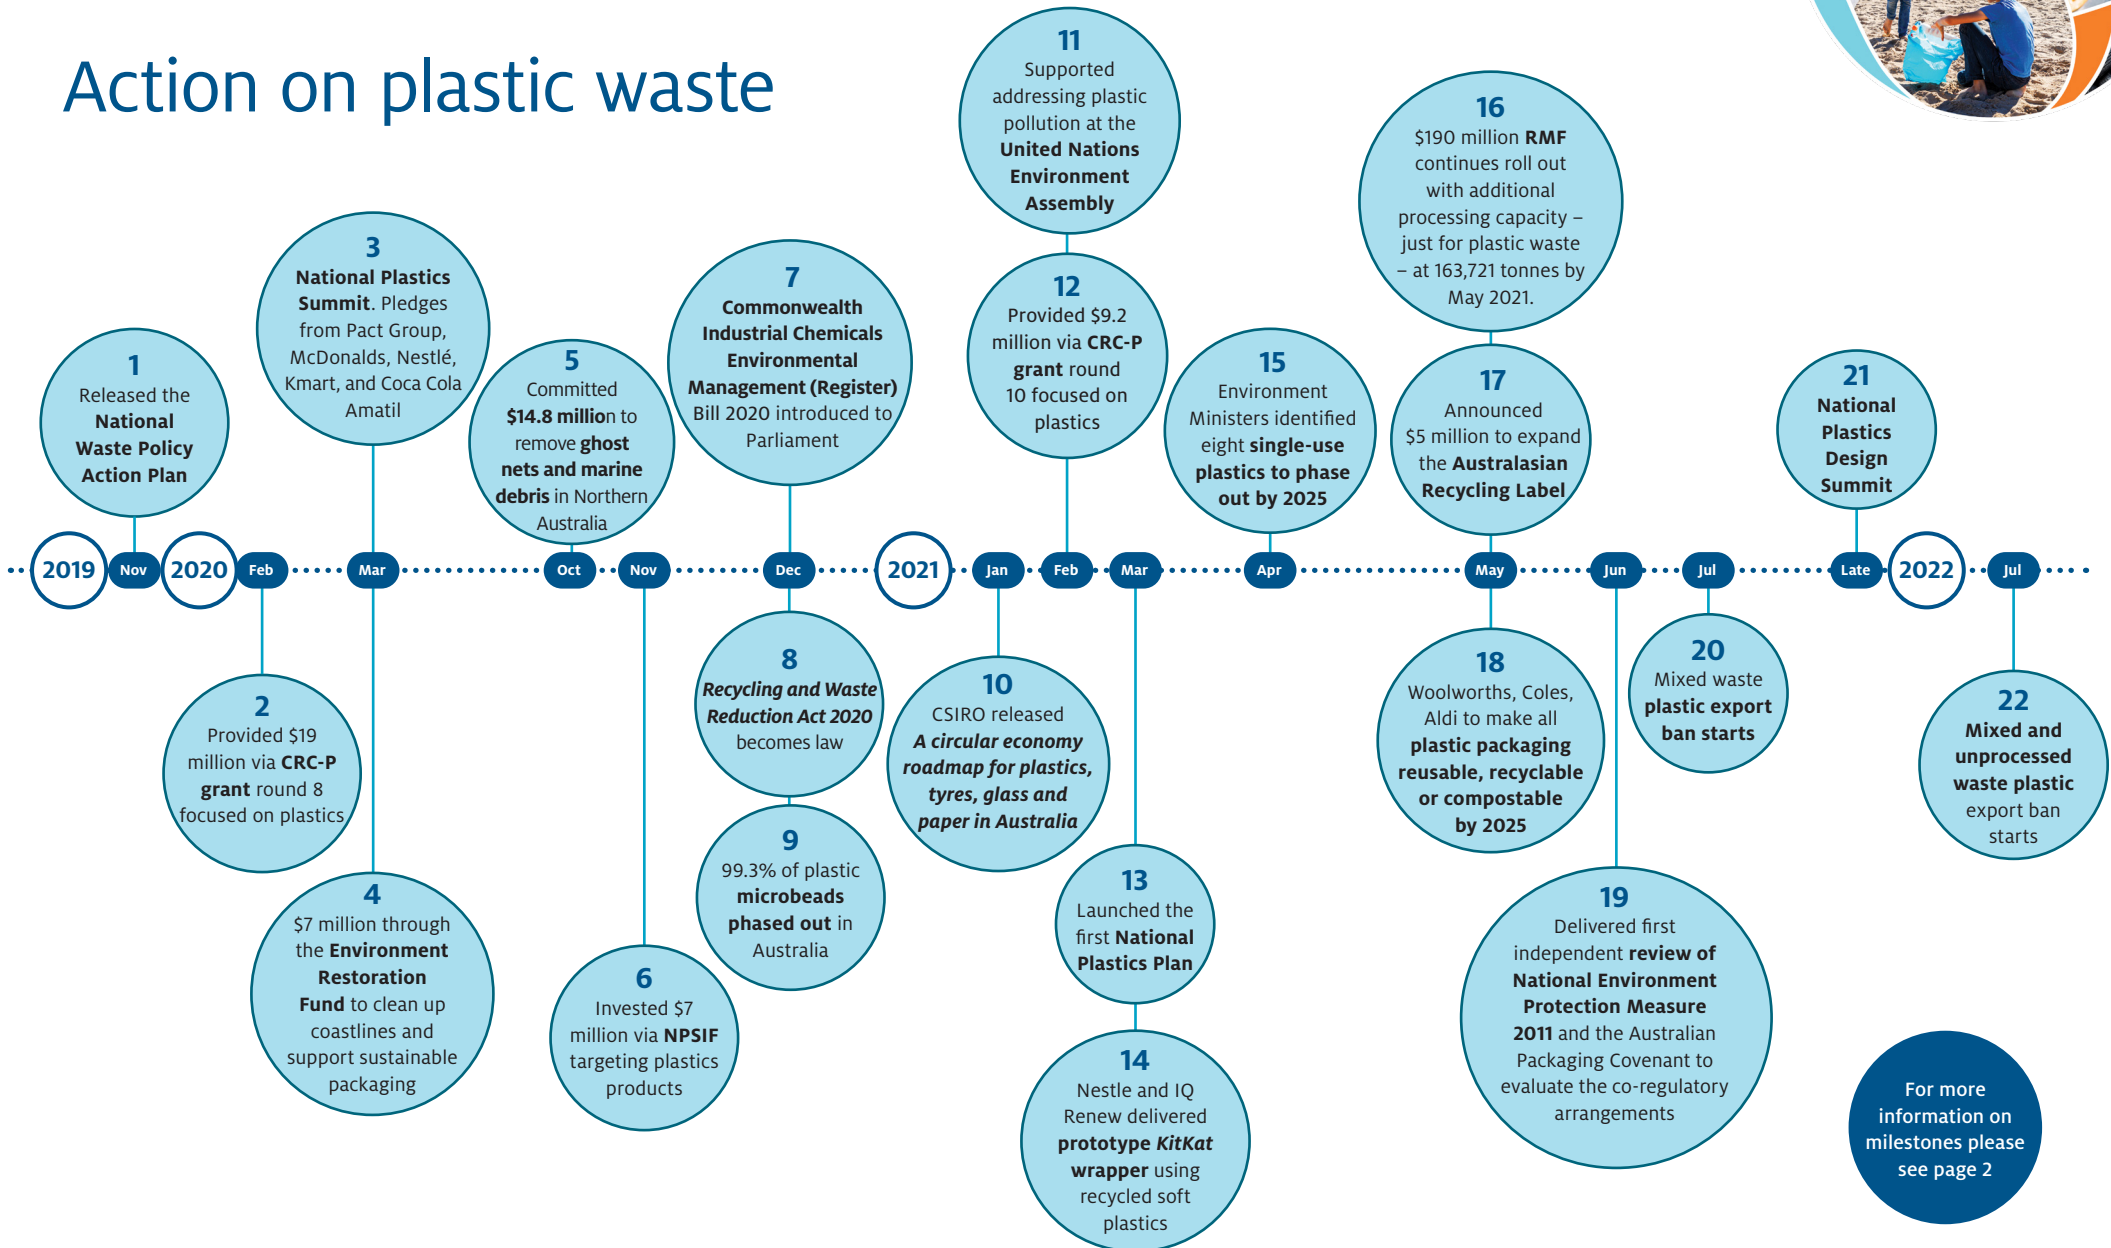 Action on plastic waste
1
Released the
National
Waste Policy
Action Plan
2
Provided $19
million via CRC-P
grant round 8
focused on plastics
3
National Plastics
Summit. Pledges
from Pact Group,
McDonalds, Nestlé,
Kmart, and Coca Cola
Amatil
4
$7 million through
the Environment
Restoration
Fund to clean up
coastlines and
support sustainable
packaging
5
Committed
$14.8 million to
remove ghost
nets and marine
debris in Northern
Australia
6
Invested $7
million via NPSIF
targeting plastics
products
7
Commonwealth
Industrial Chemicals
Environmental
Management (Register)
Bill 2020 introduced to
Parliament
8
Recycling and Waste
Reduction Act 2020
becomes law
9
99.3% of plastic
microbeads
phased out in
Australia
10
CSIRO released
A circular economy
roadmap for plastics,
tyres, glass and
paper in Australia
11
Supported
addressing plastic
pollution at the
United Nations
Environment
Assembly
12
Provided $9.2
million via CRC-P
grant round
10 focused on
plastics
13
Launched the
first National
Plastics Plan
14
Nestle and IQ
Renew delivered
prototype KitKat
wrapper using
recycled soft
plastics
15
Environment
Ministers identified
eight single-use
plastics to phase
out by 2025
16
$190 million RMF
continues roll out
with additional
processing capacity –
just for plastic waste
– at 163,721 tonnes by
May 2021.
17
Announced
$5 million to expand
the Australasian
Recycling Label
18
Woolworths, Coles,
Aldi to make all
plastic packaging
reusable, recyclable
or compostable
by 2025
19
Delivered first
independent review of
National Environment
Protection Measure
2011 and the Australian
Packaging Covenant to
evaluate the co-regulatory
arrangements
20
Mixed waste
plastic export
ban starts
21
National
Plastics
Design
Summit
22
Mixed and
unprocessed
waste plastic
export ban
starts
2019 Nov 2020 Feb Mar Oct Nov Dec 2021 Jan Feb Mar Apr May Jun Jul Late 2022 Jul
For more
information on
milestones please
see page 2